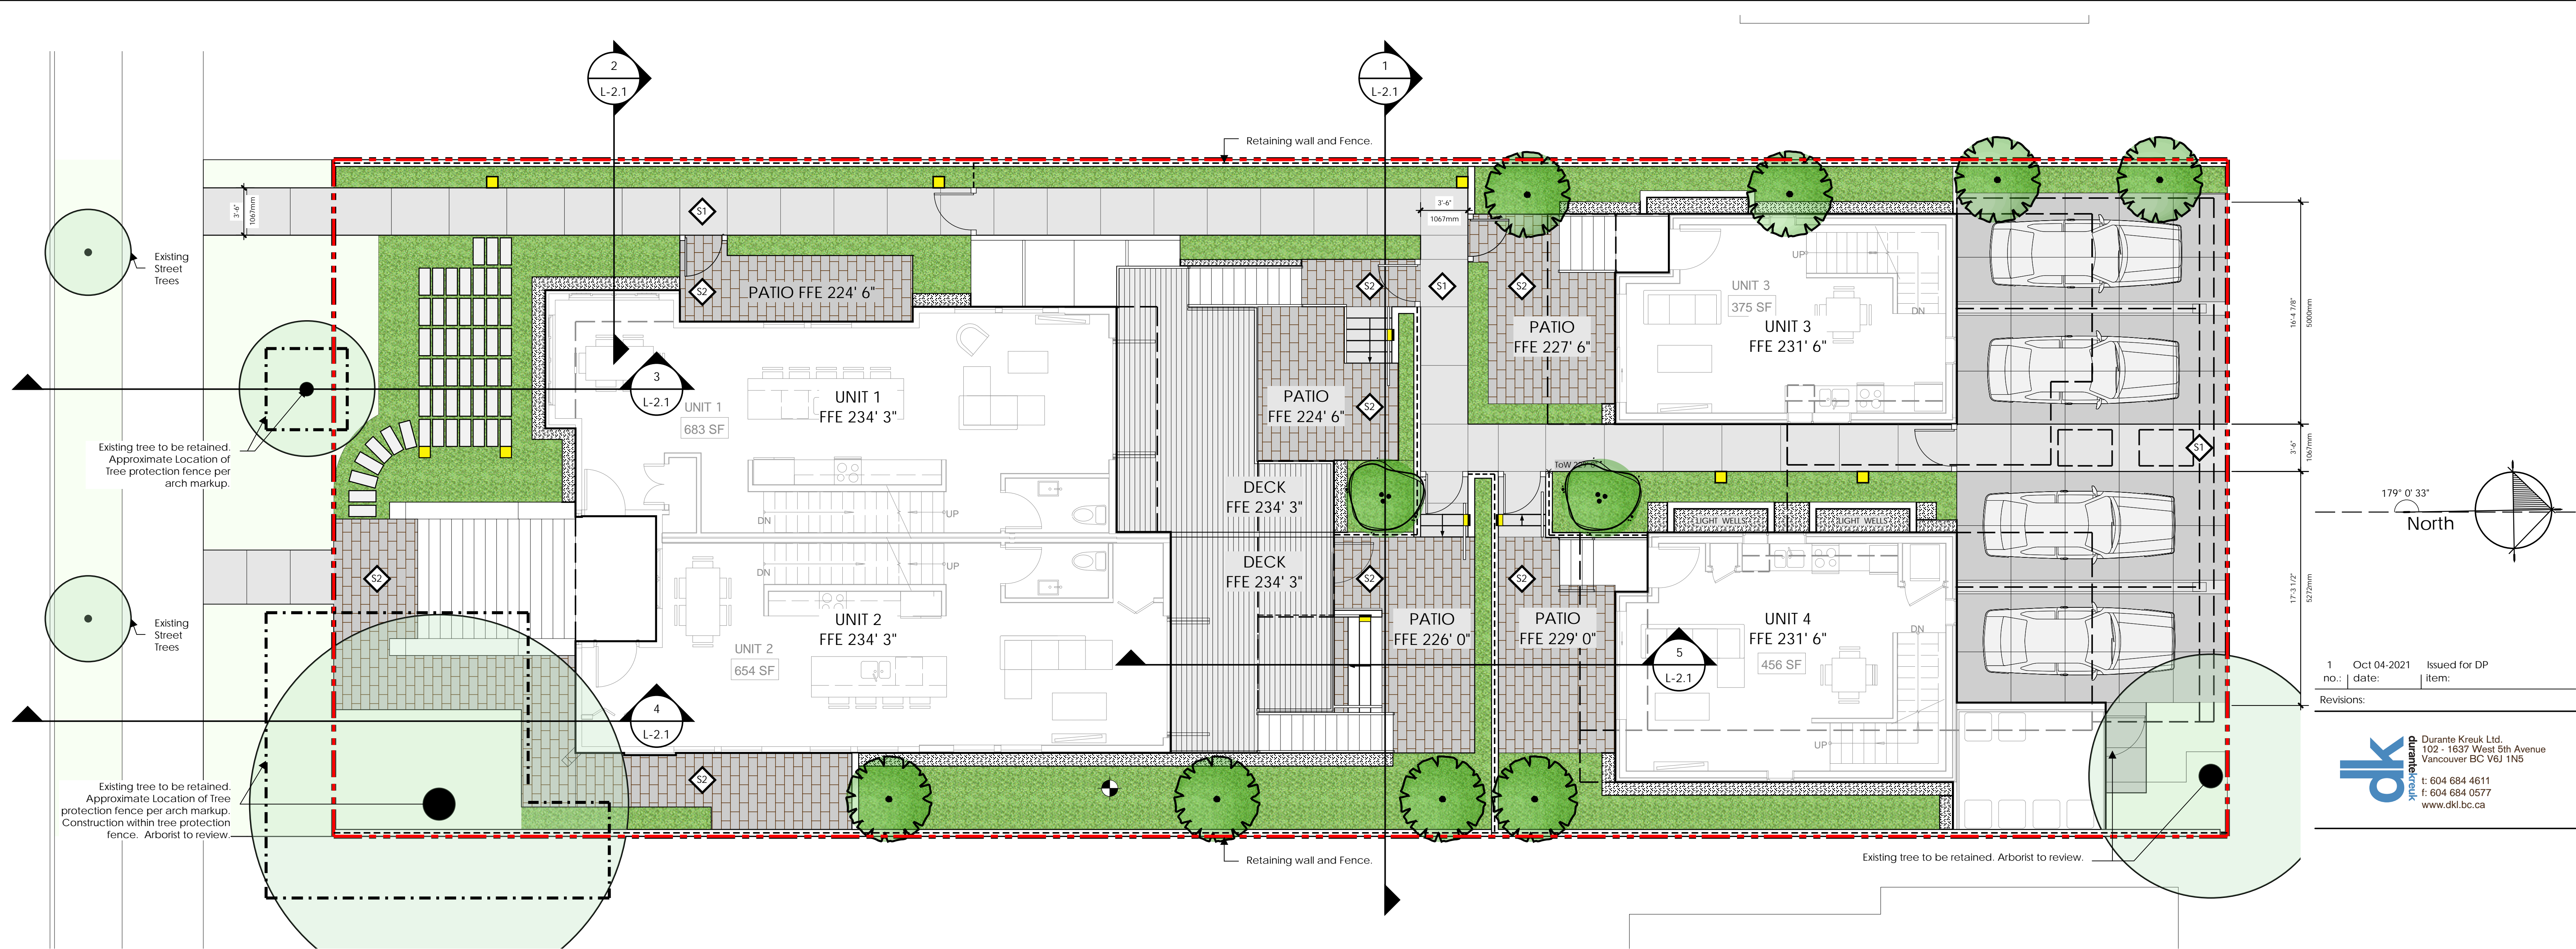 2
L-2.1
1
L-2.1
Retaining wall and Fence.
3'-6"
1067mm
S1
3'-6"
1067mm
Existing
Street
Trees
S2
PATIO FFE 224' 6"
S2
S1
S2
UP
UNIT 3
375 SF
DN
16'-4 7/8"
5000mm
PATIO
FFE 227' 6"
UNIT 3
FFE 231' 6"
3
L-2.1
UNIT 1
683 SF
UNIT 1
FFE 234' 3"
PATIO
FFE 224' 6"
S2
Existing tree to be retained.
Approximate Location of
Tree protection fence per
arch markup.
3'-6"
1067mm
S1
ToW
DECK
FFE 234' 3"
DN
UP
LIGHT WELLS
LIGHT WELLS
179° 0' 33"
North
DECK
FFE 234' 3"
DN
UP
S2
S2
S2
17'-3 1/2"
5272mm
Existing
Street
Trees
UNIT 2
FFE 234' 3"
UNIT 2
654 SF
PATIO
FFE 226' 0"
PATIO
FFE 229' 0"
UNIT 4
FFE 231' 6"
456 SF
DN
UP
5
L-2.1
4
L-2.1
S2
Existing tree to be retained.
Approximate Location of Tree
protection fence per arch markup.
Construction within tree protection
fence. Arborist to review.
Retaining wall and Fence.
Existing tree to be retained. Arborist to review.
1 Oct 04-2021 Issued for DP
no.: date: item:
Revisions:
dk
durantekreuk
Durante Kreuk Ltd.
102 - 1637 West 5th Avenue
Vancouver BC V6J 1N5
t: 604 684 4611
f: 604 684 0577
www.dkl.bc.ca